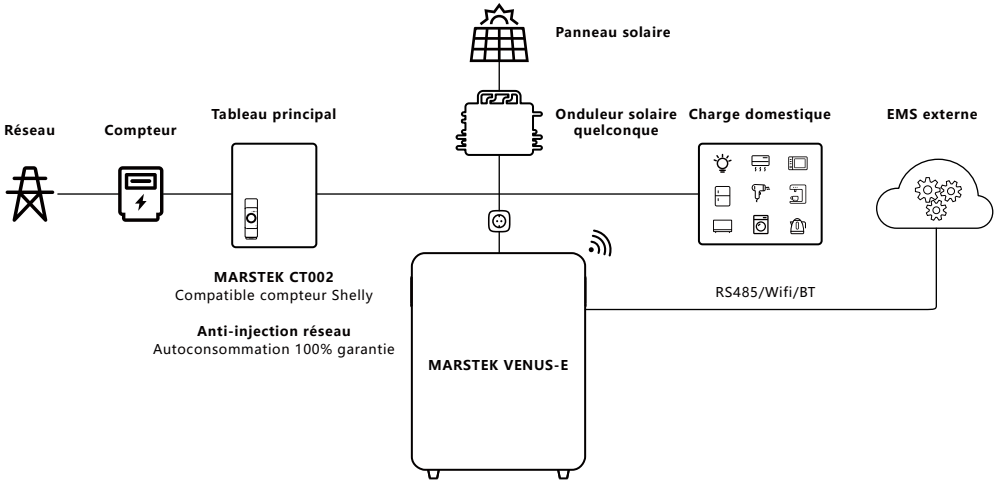 Panneau solaire
Réseau
Compteur
Tableau principal
Onduleur solaire
quelconque
Charge domestique
EMS externe
MARSTEK CT002
Compatible compteur Shelly
RS485/Wifi/BT
Anti-injection réseau
Autoconsommation 100% garantie
MARSTEK VENUS-E